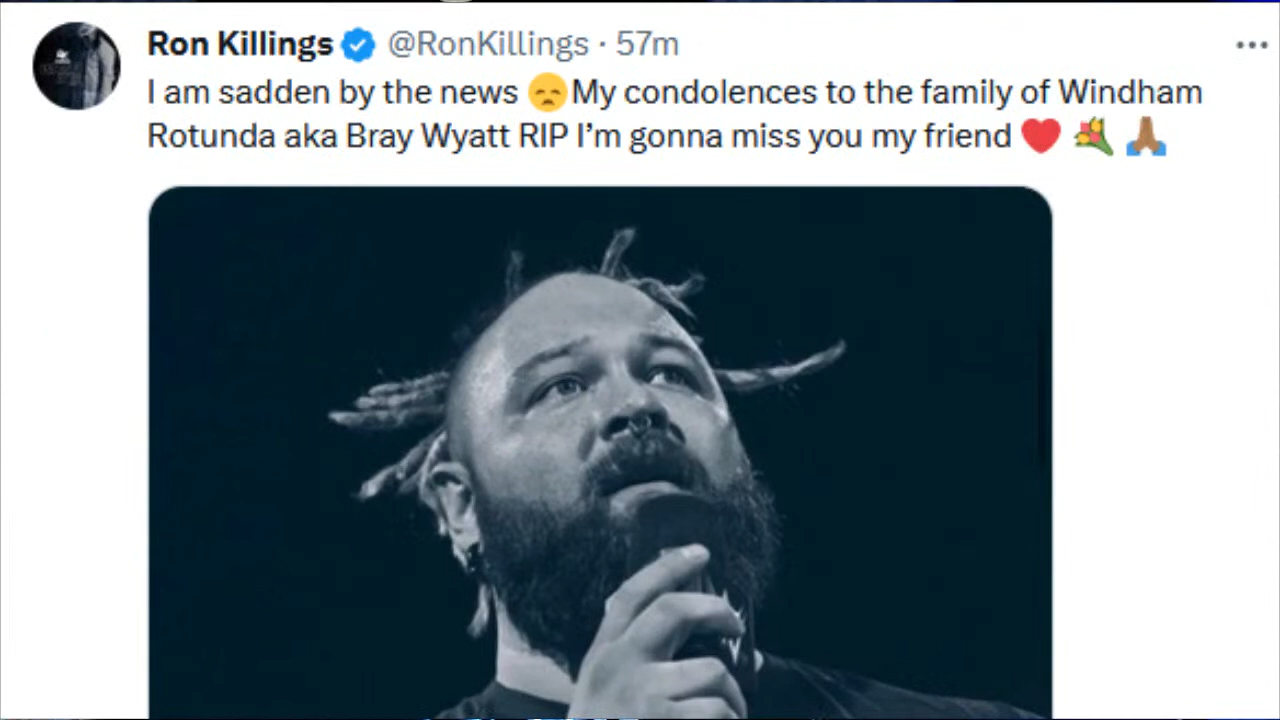 Ron Killings @RonKillings · 57m
I am sadden by the news 😞My condolences to the family of Windham
Rotunda aka Bray Wyatt RIP I’m gonna miss you my friend ❤️ 💐 🙏🏽